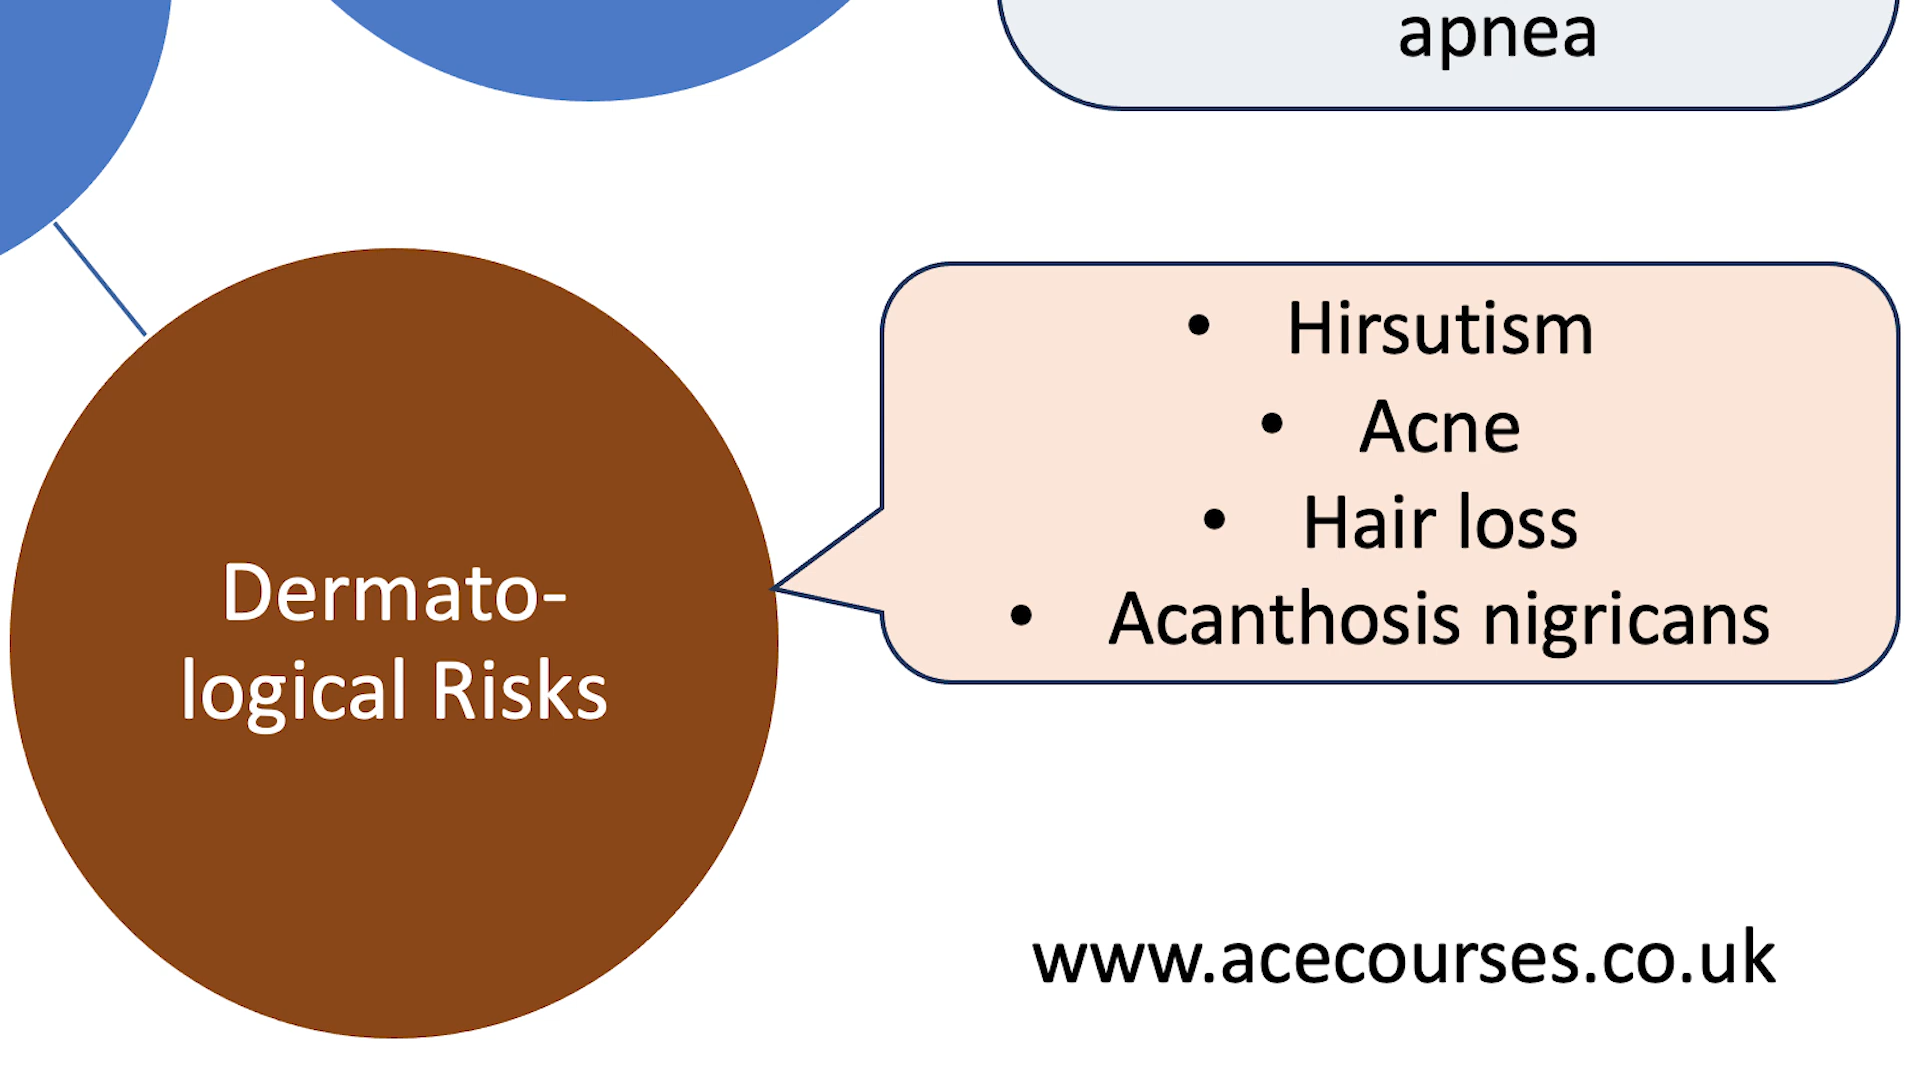 apnea
• Hirsutism
• Acne
• Hair loss
• Acanthosis nigricans
Dermato-
logical Risks
www.acecourses.co.uk